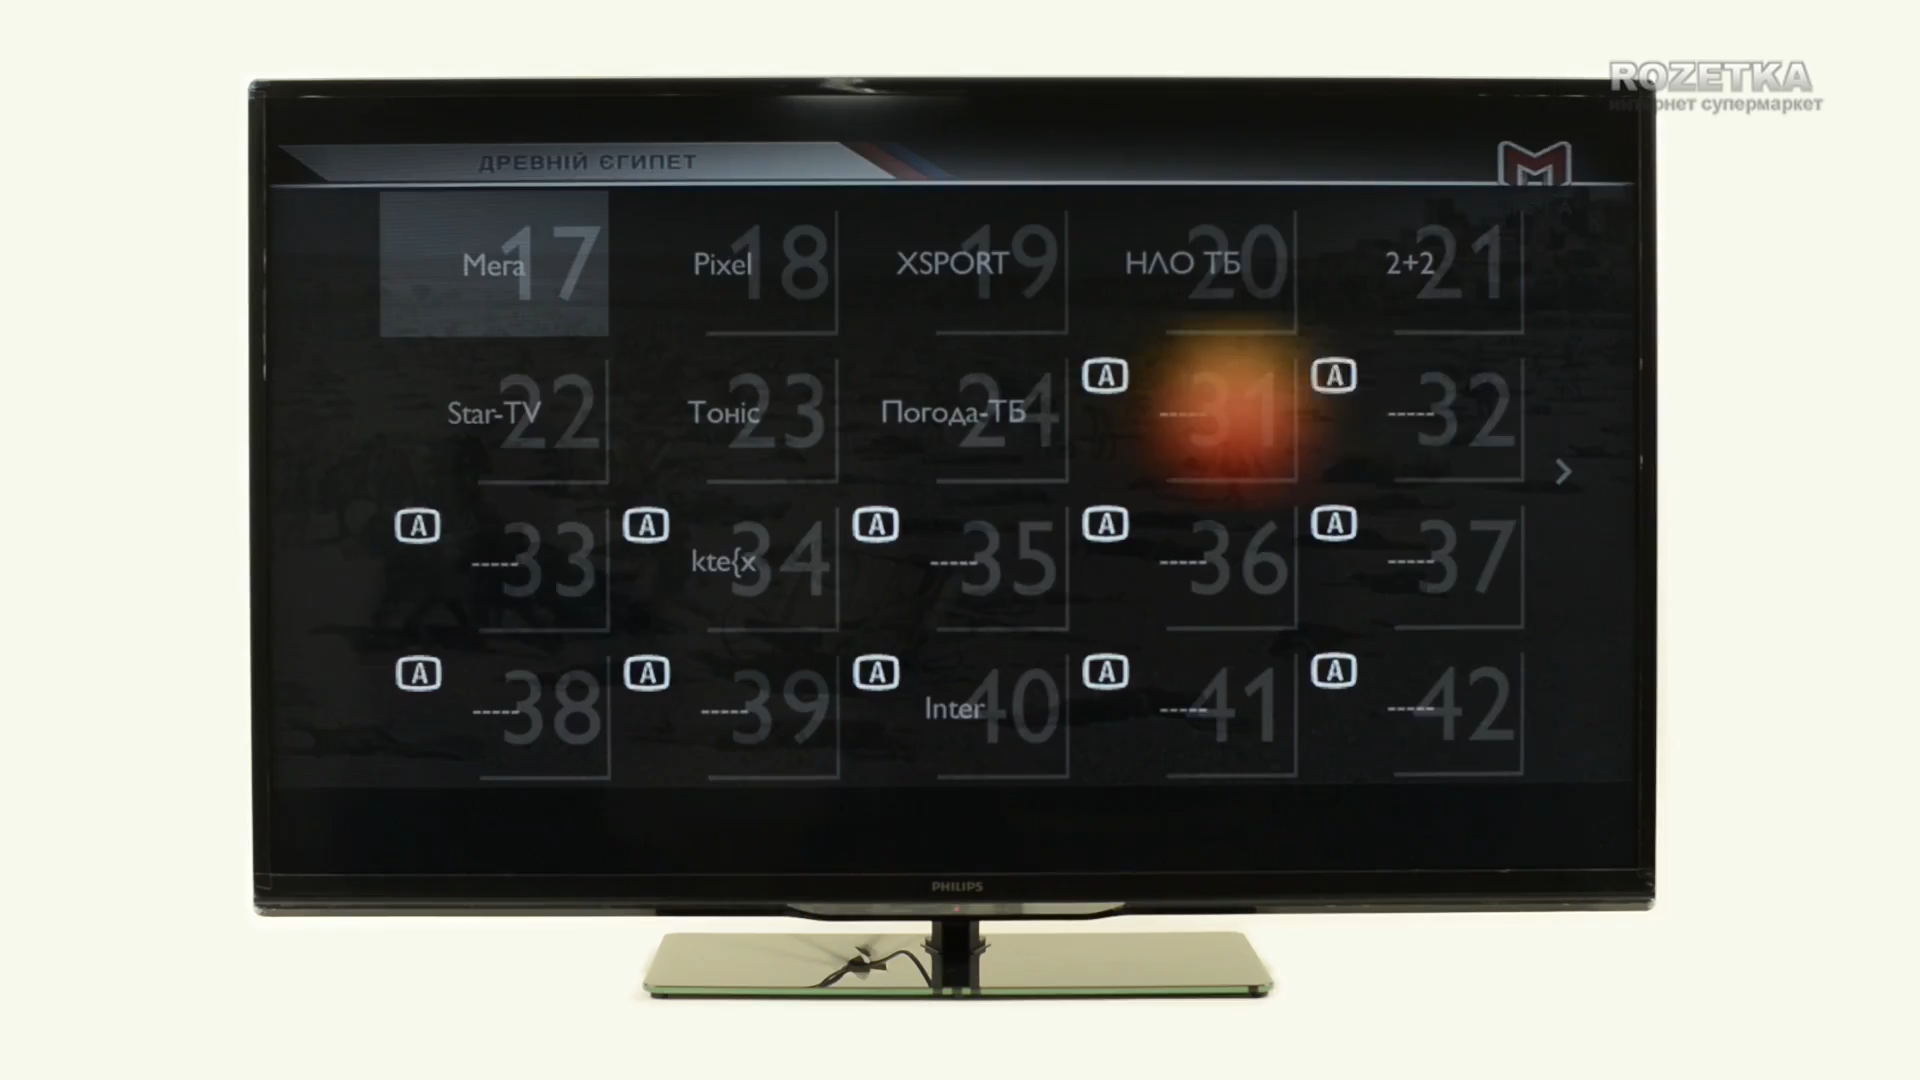 ROZETKA
интернет супермаркет
ДРЕВНІЙ ЄГИПЕТ
Мега 17
Pixel 18
XSPORT 19
НЛО ТБ 20
2+2 21
Star-TV 22
Тоніс 23
Погода-ТБ 24
A ----- 31
A ----- 32
A ----- 33
A kte{x 34
A ----- 35
A ----- 36
A ----- 37
A ----- 38
A ----- 39
A Inter 40
A ----- 41
A ----- 42
PHILIPS